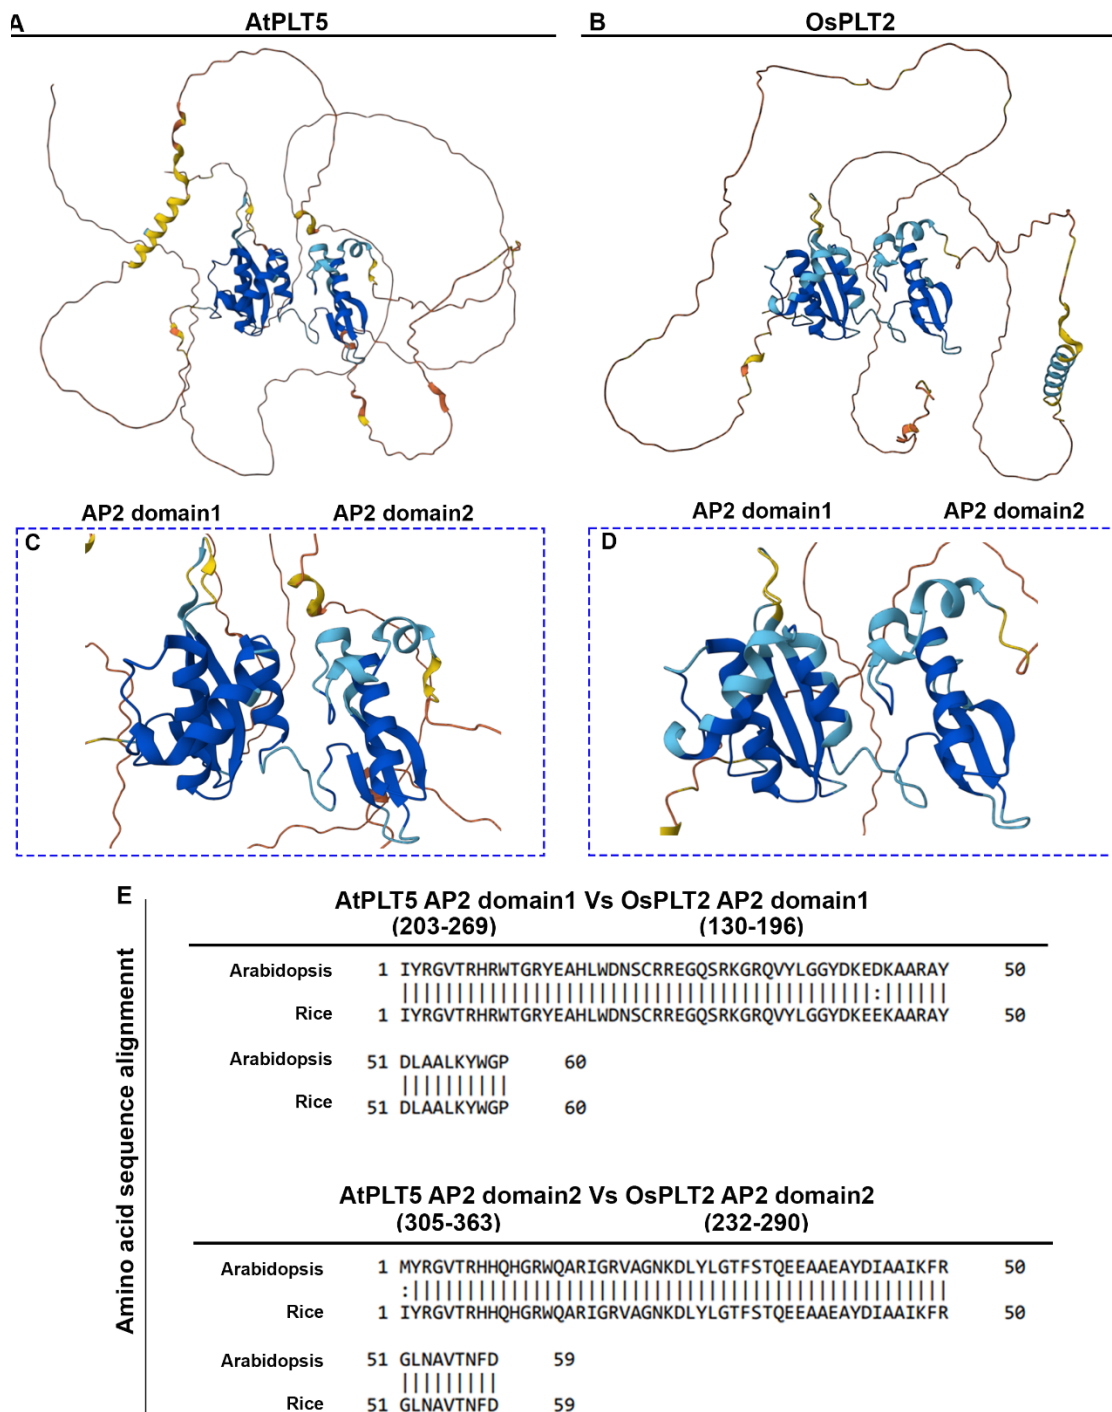 A AtPLT5 B OsPLT2
AP2 domain1 AP2 domain2 AP2 domain1 AP2 domain2
C D
E
Amino acid sequence alignment
AtPLT5 AP2 domain1 Vs OsPLT2 AP2 domain1
(203-269) (130-196)
Arabidopsis 1 IYRGVTRHRWTGRYEAHLWDNSCRREGQSRKGRQVYLGGYDKEDKAARAY 50
||||||||||||||||||||||||||||||||||||||||||||:||||||
Rice 1 IYRGVTRHRWTGRYEAHLWDNSCRREGQSRKGRQVYLGGYDKEEKAARAY 50
Arabidopsis 51 DLAALKYWGP 60
||||||||||
Rice 51 DLAALKYWGP 60
AtPLT5 AP2 domain2 Vs OsPLT2 AP2 domain2
(305-363) (232-290)
Arabidopsis 1 MYRGVTRHHQHGRWQARIGRVAGNKDLYLGTFSTQEEAAEAYDIAAIKFR 50
:|||||||||||||||||||||||||||||||||||||||||||||||||
Rice 1 IYRGVTRHHQHGRWQARIGRVAGNKDLYLGTFSTQEEAAEAYDIAAIKFR 50
Arabidopsis 51 GLNAVTNFD 59
|||||||||
Rice 51 GLNAVTNFD 59